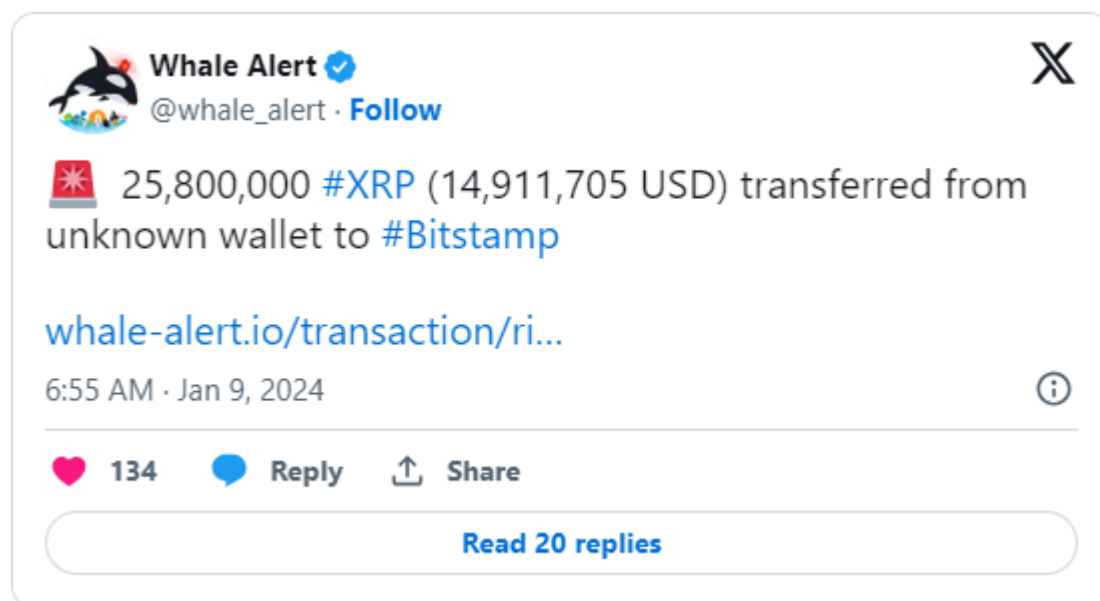 Whale Alert
@whale_alert · Follow
🚨 25,800,000 #XRP (14,911,705 USD) transferred from
unknown wallet to #Bitstamp
whale-alert.io/transaction/ri...
6:55 AM · Jan 9, 2024
134 Reply Share
Read 20 replies